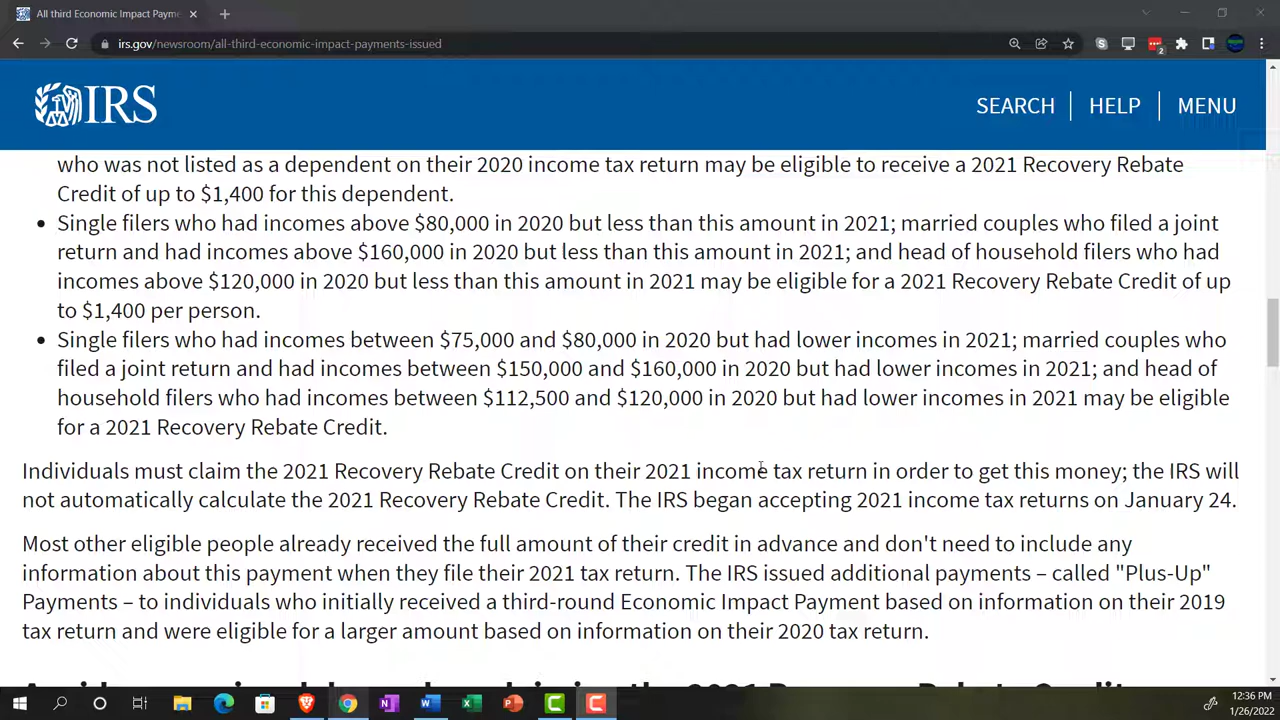 All third Economic Impact Payme
irs.gov/newsroom/all-third-economic-impact-payments-issued
2
IRS
SEARCH HELP MENU
who was not listed as a dependent on their 2020 income tax return may be eligible to receive a 2021 Recovery Rebate
Credit of up to $1,400 for this dependent.
• Single filers who had incomes above $80,000 in 2020 but less than this amount in 2021; married couples who filed a joint
return and had incomes above $160,000 in 2020 but less than this amount in 2021; and head of household filers who had
incomes above $120,000 in 2020 but less than this amount in 2021 may be eligible for a 2021 Recovery Rebate Credit of up
to $1,400 per person.
• Single filers who had incomes between $75,000 and $80,000 in 2020 but had lower incomes in 2021; married couples who
filed a joint return and had incomes between $150,000 and $160,000 in 2020 but had lower incomes in 2021; and head of
household filers who had incomes between $112,500 and $120,000 in 2020 but had lower incomes in 2021 may be eligible
for a 2021 Recovery Rebate Credit.
Individuals must claim the 2021 Recovery Rebate Credit on their 2021 income tax return in order to get this money; the IRS will
not automatically calculate the 2021 Recovery Rebate Credit. The IRS began accepting 2021 income tax returns on January 24.
Most other eligible people already received the full amount of their credit in advance and don't need to include any
information about this payment when they file their 2021 tax return. The IRS issued additional payments – called "Plus-Up"
Payments – to individuals who initially received a third-round Economic Impact Payment based on information on their 2019
tax return and were eligible for a larger amount based on information on their 2020 tax return.
12:36 PM
1/26/2022